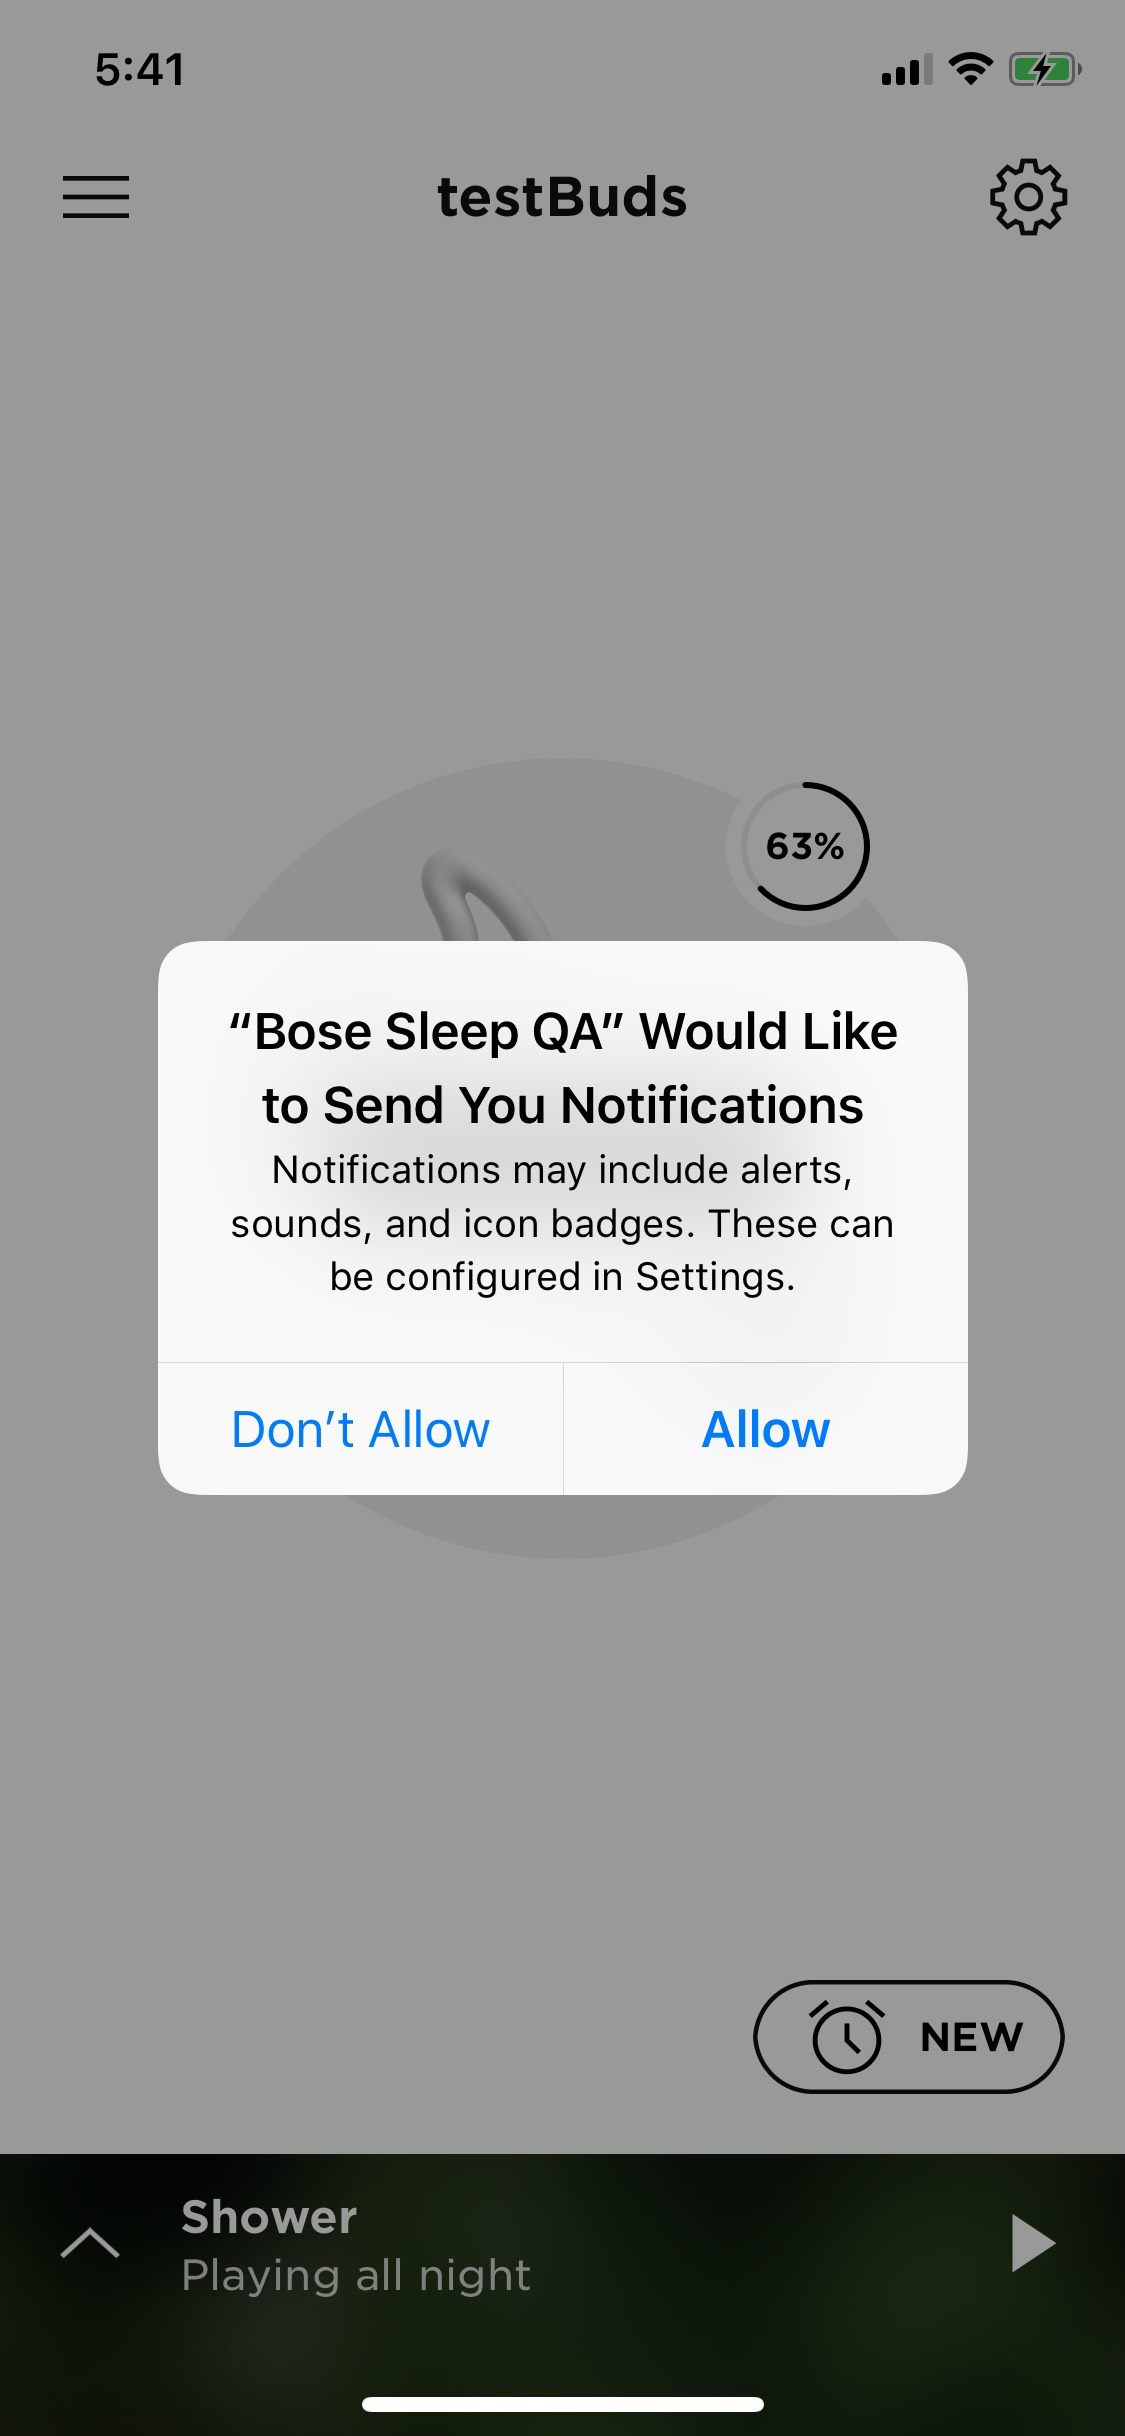 5:41
testBuds
63%
“Bose Sleep QA” Would Like
to Send You Notifications
Notifications may include alerts,
sounds, and icon badges. These can
be configured in Settings.
Don’t Allow
Allow
NEW
Shower
Playing all night